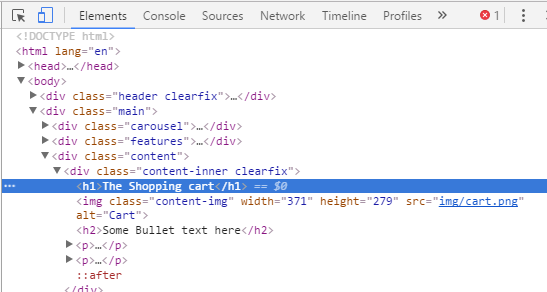 Elements Console Sources Network Timeline Profiles » 1
<!DOCTYPE html>
<html lang="en">
<head>…</head>
<body>
<div class="header clearfix">…</div>
<div class="main">
<div class="carousel">…</div>
<div class="features">…</div>
<div class="content">
<div class="content-inner clearfix">
… <h1>The Shopping cart</h1> == $0
<img class="content-img" width="371" height="279" src="img/cart.png"
alt="Cart">
<h2>Some Bullet text here</h2>
<p>…</p>
<p>…</p>
::after
</div>